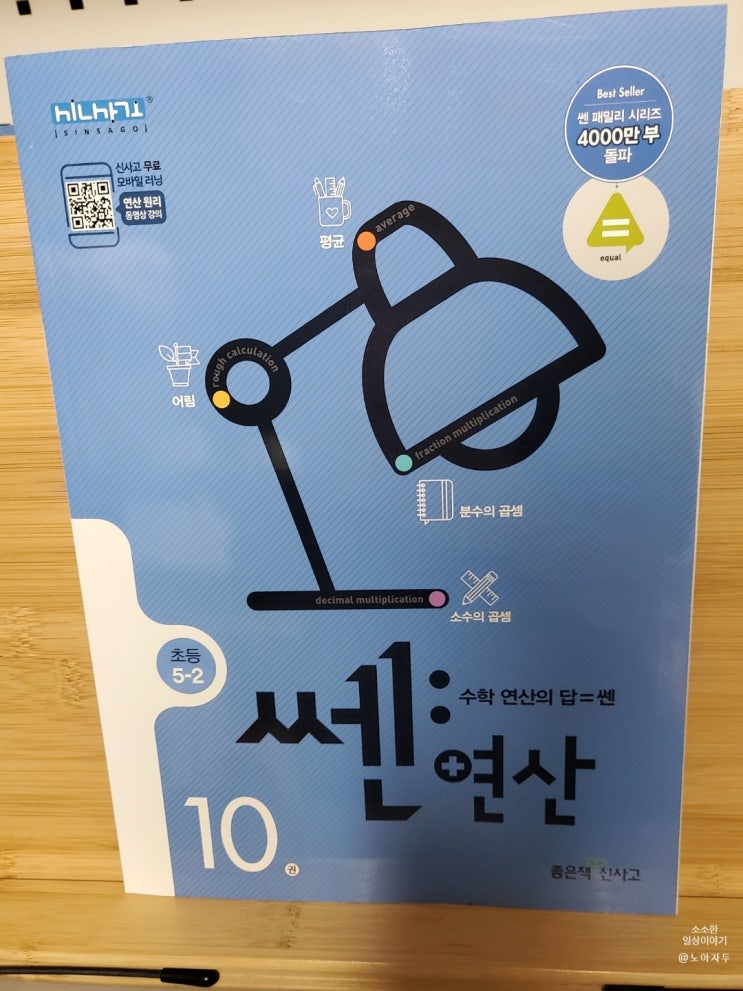 신사고®
SINSAGO
신사고 무료
모바일 러닝
연산 원리
동영상 강의
Best Seller
쎈 패밀리 시리즈
4000만 부
돌파
=
equal
평균
average
어림
rough calculation
fraction multiplication
분수의 곱셈
decimal multiplication
소수의 곱셈
초등
5-2
수학 연산의 답=쎈
쎈:연산
10권
좋은책 신사고
소소한
일상이야기
@노아자두